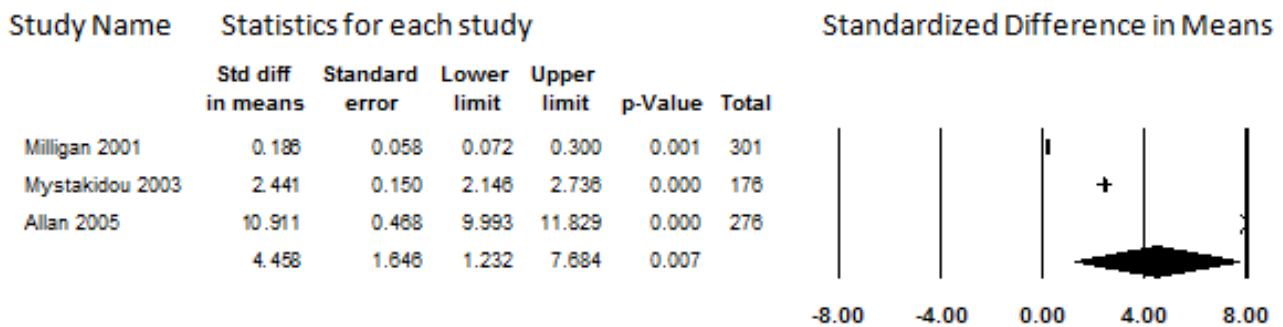 Study Name Statistics for each study Standardized Difference in Means
Std diff Standard Lower Upper
in means error limit limit p-Value Total
Milligan 2001 0.186 0.058 0.072 0.300 0.001 301
Mystakidou 2003 2.441 0.150 2.146 2.736 0.000 176
Allan 2005 10.911 0.468 9.993 11.829 0.000 276
4.458 1.646 1.232 7.684 0.007
-8.00 -4.00 0.00 4.00 8.00